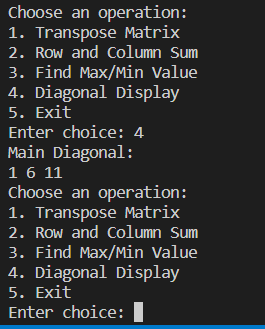 Choose an operation:
1. Transpose Matrix
2. Row and Column Sum
3. Find Max/Min Value
4. Diagonal Display
5. Exit
Enter choice: 4
Main Diagonal:
1 6 11
Choose an operation:
1. Transpose Matrix
2. Row and Column Sum
3. Find Max/Min Value
4. Diagonal Display
5. Exit
Enter choice: